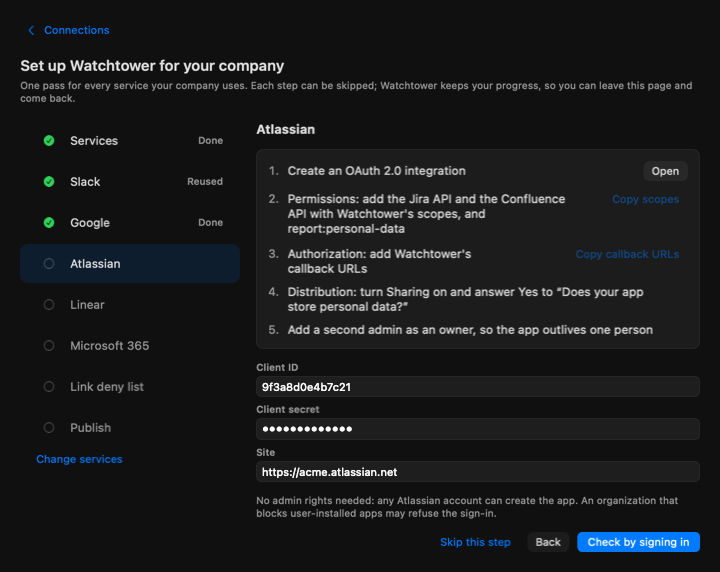 Connections
Set up Watchtower for your company
One pass for every service your company uses. Each step can be skipped; Watchtower keeps your progress, so you can leave this page and
come back.
Services Done
Slack Reused
Google Done
Atlassian
Linear
Microsoft 365
Link deny list
Publish
Change services
Atlassian
1. Create an OAuth 2.0 integration Open
2. Permissions: add the Jira API and the Confluence Copy scopes
API with Watchtower's scopes, and
report:personal-data
3. Authorization: add Watchtower's Copy callback URLs
callback URLs
4. Distribution: turn Sharing on and answer Yes to “Does your app
store personal data?”
5. Add a second admin as an owner, so the app outlives one person
Client ID
9f3a8d0e4b7c21
Client secret
•••••••••••••
Site
https://acme.atlassian.net
No admin rights needed: any Atlassian account can create the app. An organization that
blocks user-installed apps may refuse the sign-in.
Skip this step Back Check by signing in